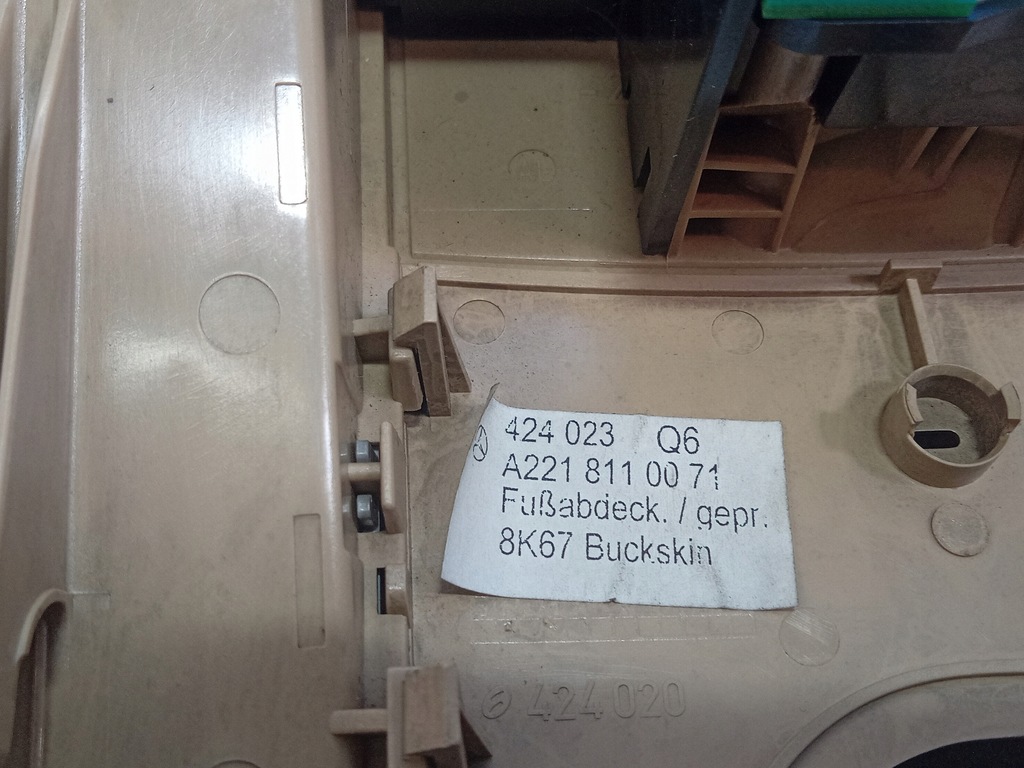 424 023 Q6
A221 811 00 71
Fußabdeck. / gepr.
8K67 Buckskin
424 020